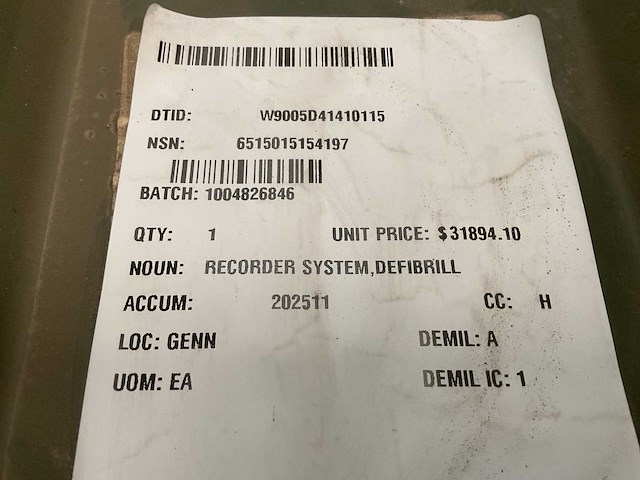 DTID: W9005D41410115
NSN: 6515015154197
BATCH: 1004826846
QTY: 1 UNIT PRICE: $31894.10
NOUN: RECORDER SYSTEM,DEFIBRILL
ACCUM: 202511 CC: H
LOC: GENN DEMIL: A
UOM: EA DEMIL IC: 1